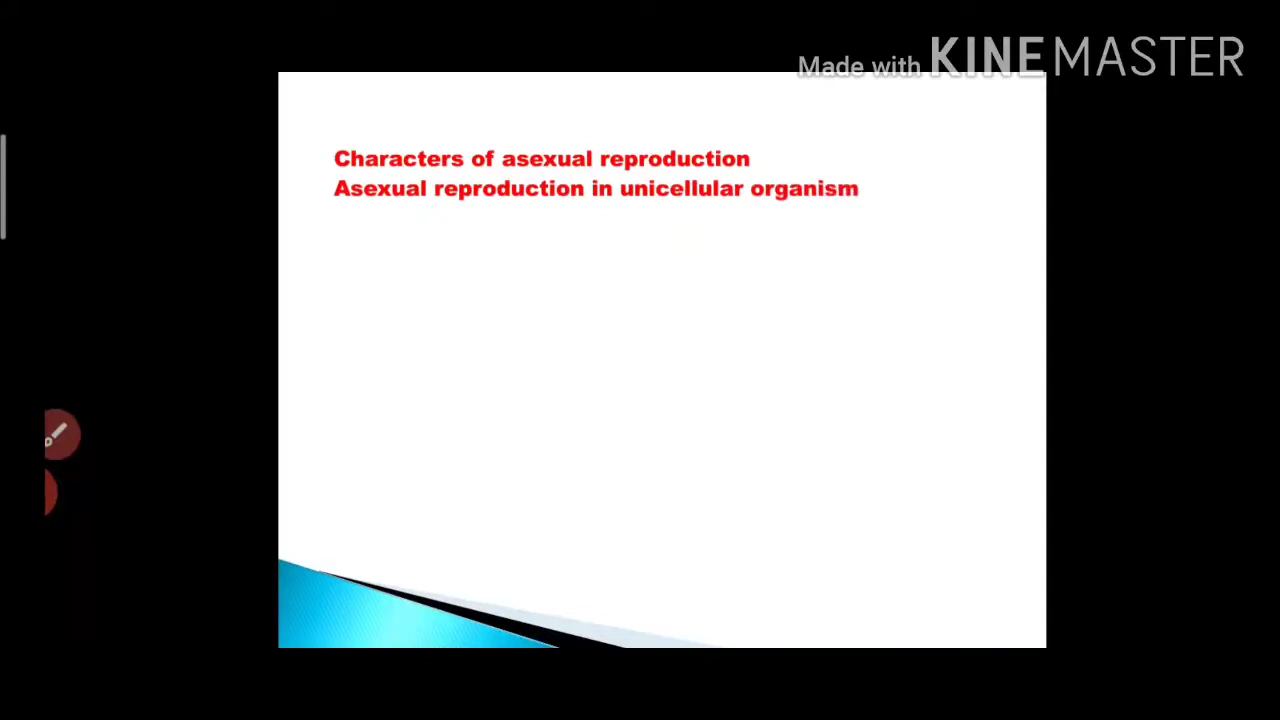 Made with KINEMASTER
Characters of asexual reproduction
Asexual reproduction in unicellular organism